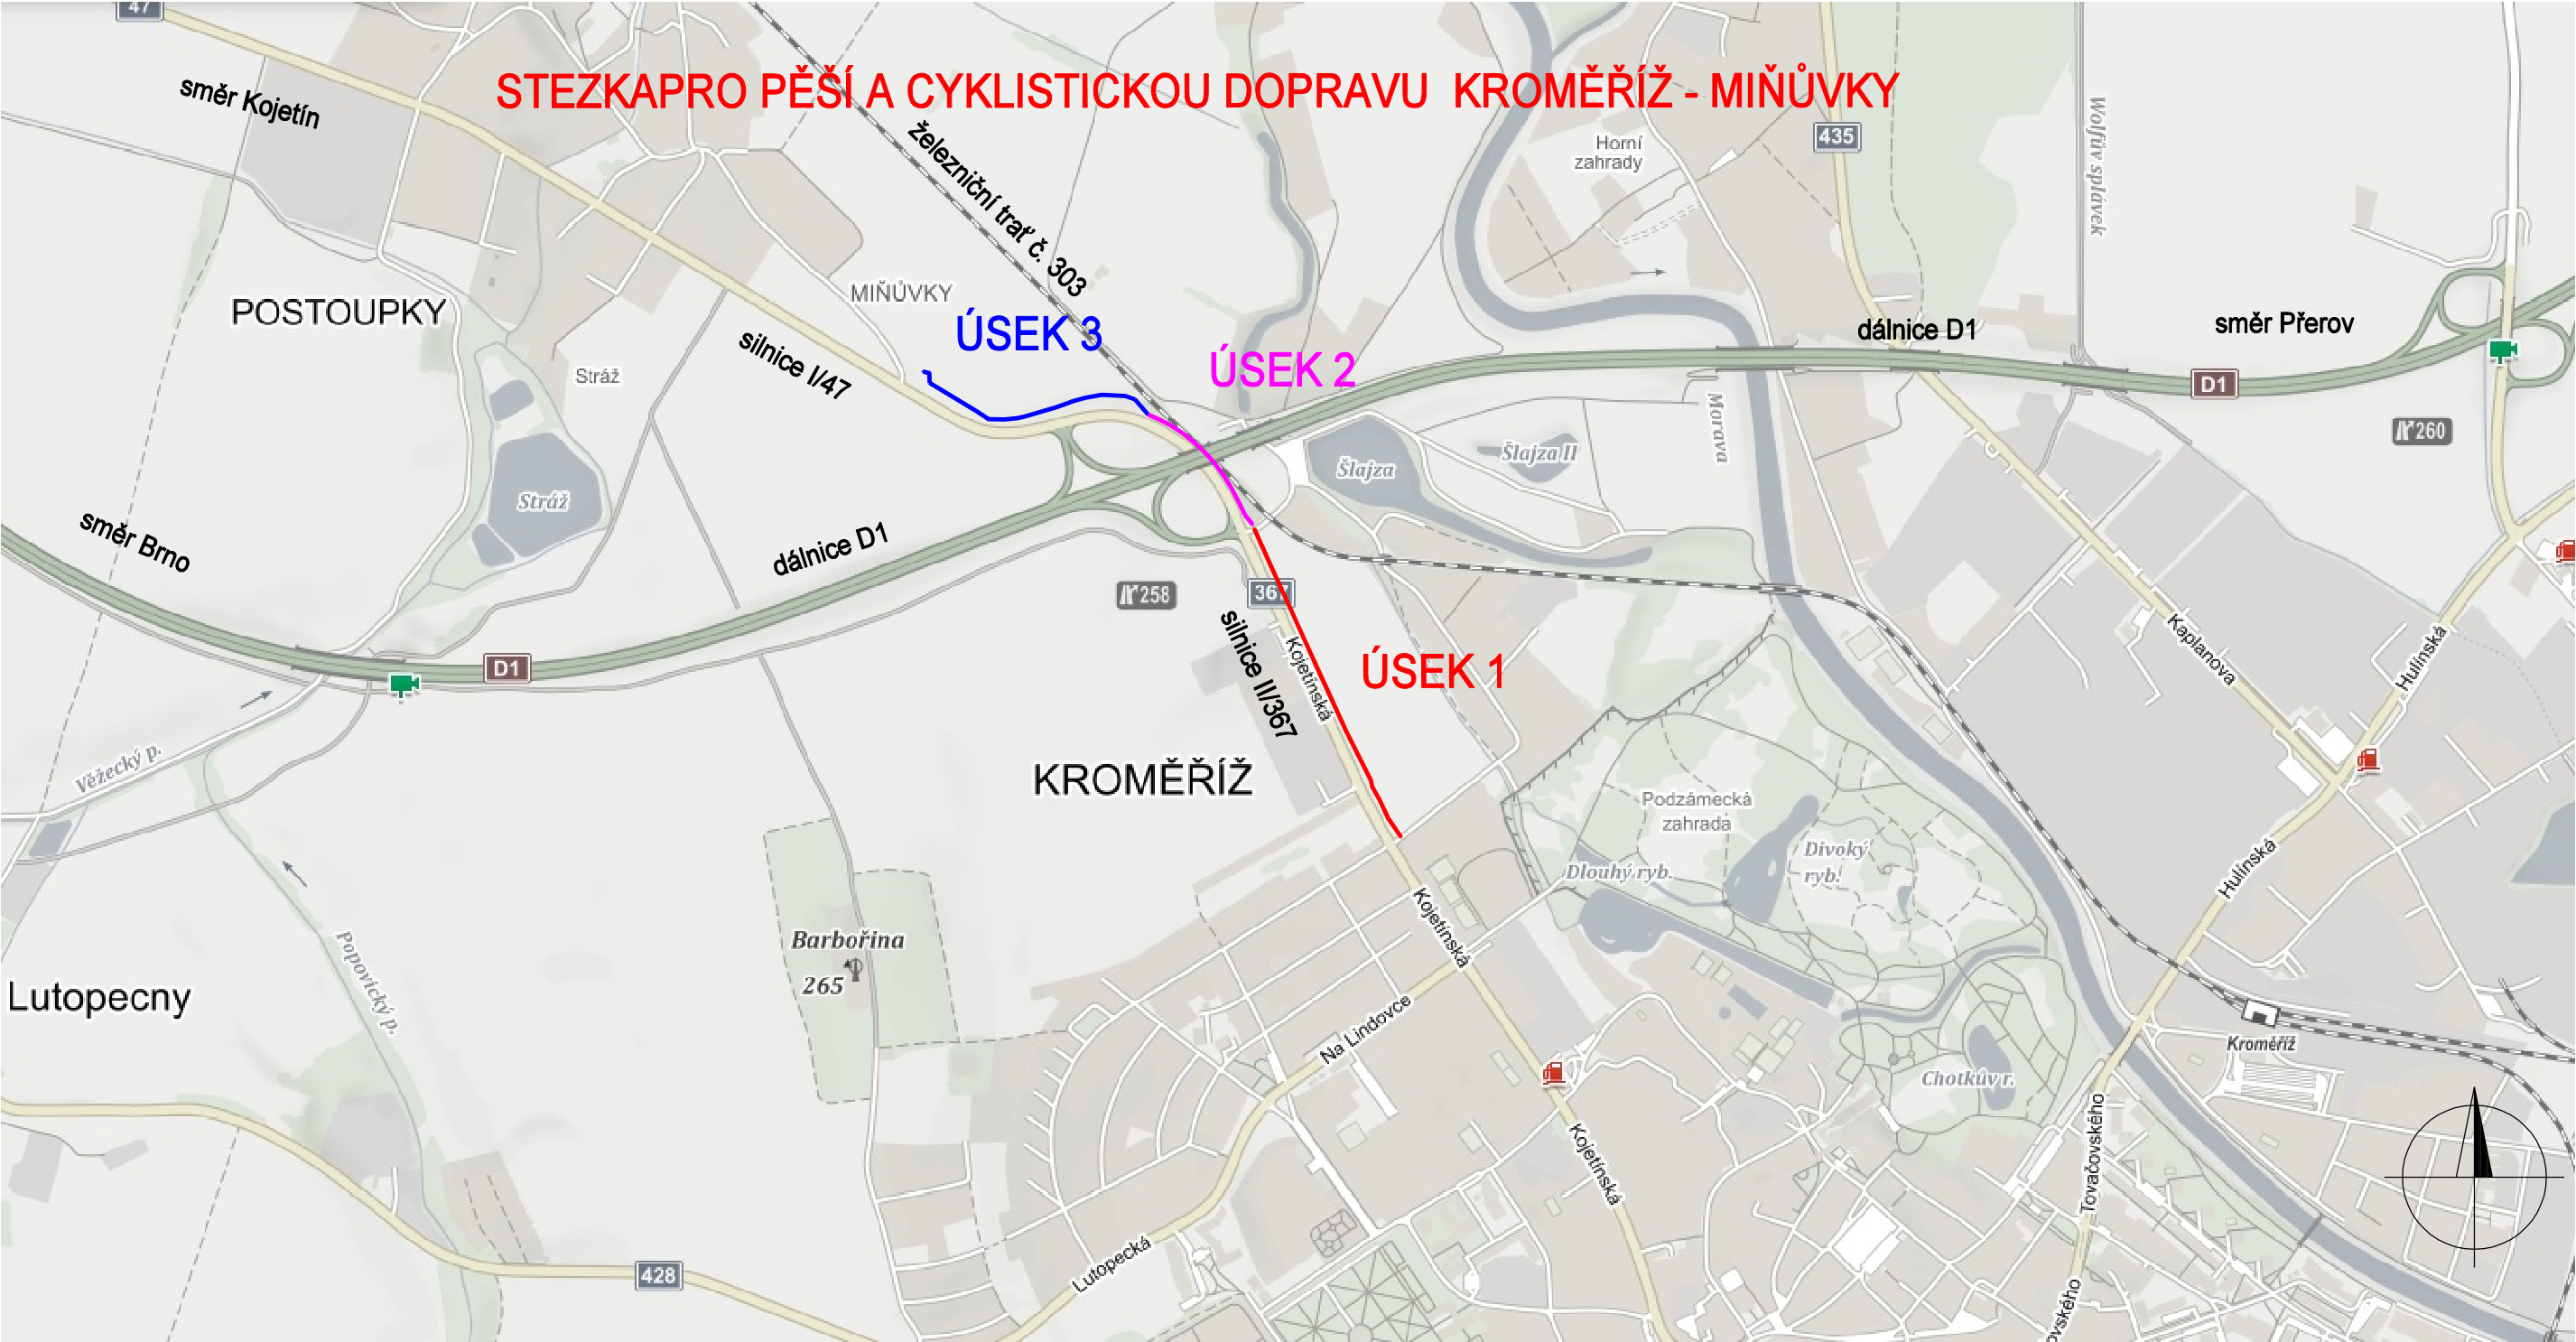 47
směr Kojetín
STEZKAPRO PĚŠÍ A CYKLISTICKOU DOPRAVU KROMĚŘÍŽ - MIŇŮVKY
železniční trať č. 303
Horní
zahrady
435
Wolfův splávek
POSTOUPKY
MIŇŮVKY
ÚSEK 3
silnice I/47
ÚSEK 2
dálnice D1
směr Přerov
D1
Stráž
Morava
260
Šlajza
Šlajza II
Stráž
směr Brno
dálnice D1
258
367
silnice II/367
Kojetínská
ÚSEK 1
Kaplanova
Hulínská
D1
Věžecký p.
KROMĚŘÍŽ
Podzámecká
zahrada
Dlouhý ryb.
Divoký
ryb.
Hulínská
Kojetínská
Barbořina
265
Popovický p.
Lutopecny
Na Lindovce
Kroměříž
Chotkův r.
Tovačovského
Kojetínská
Lutopecká
428
ovského